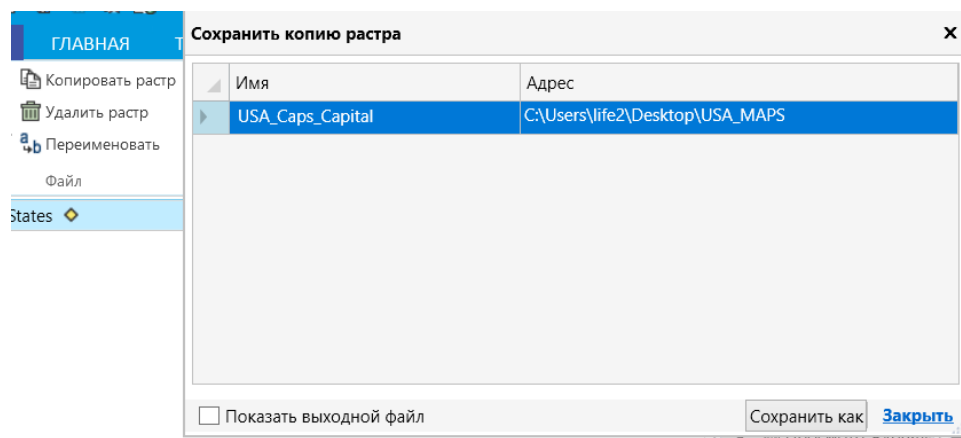 ГЛАВНАЯ
Сохранить копию растра
Копировать растр
Удалить растр
Переименовать
Файл
States
Имя Адрес
USA_Caps_Capital C:\Users\life2\Desktop\USA_MAPS
Показать выходной файл
Сохранить как Закрыть